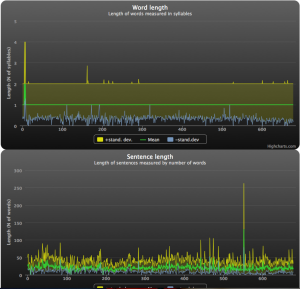 Word length
Length of words measured in syllables
Length (N of syllables)
5
4
3
2
1
0
0 100 200 300 400 500 600
+stand. dev. Mean -stand.dev
Highcharts.com
Sentence length
Length of sentences measured by number of words
Length (N of words)
300
250
200
150
100
50
0
0 100 200 300 400 500 600